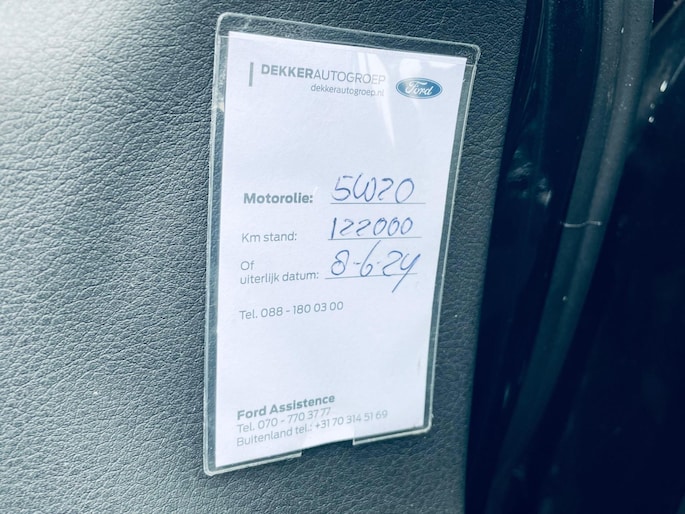 DEKKERAUTOGROEP
dekkerautogroep.nl
Ford
Motorolie: 5W20
Km stand: 122000
Of
uiterlijk datum: 8-6-24
Tel. 088 - 180 03 00
Ford Assistence
Tel. 070 - 770 37 77
Buitenland tel.: +31 70 314 51 69